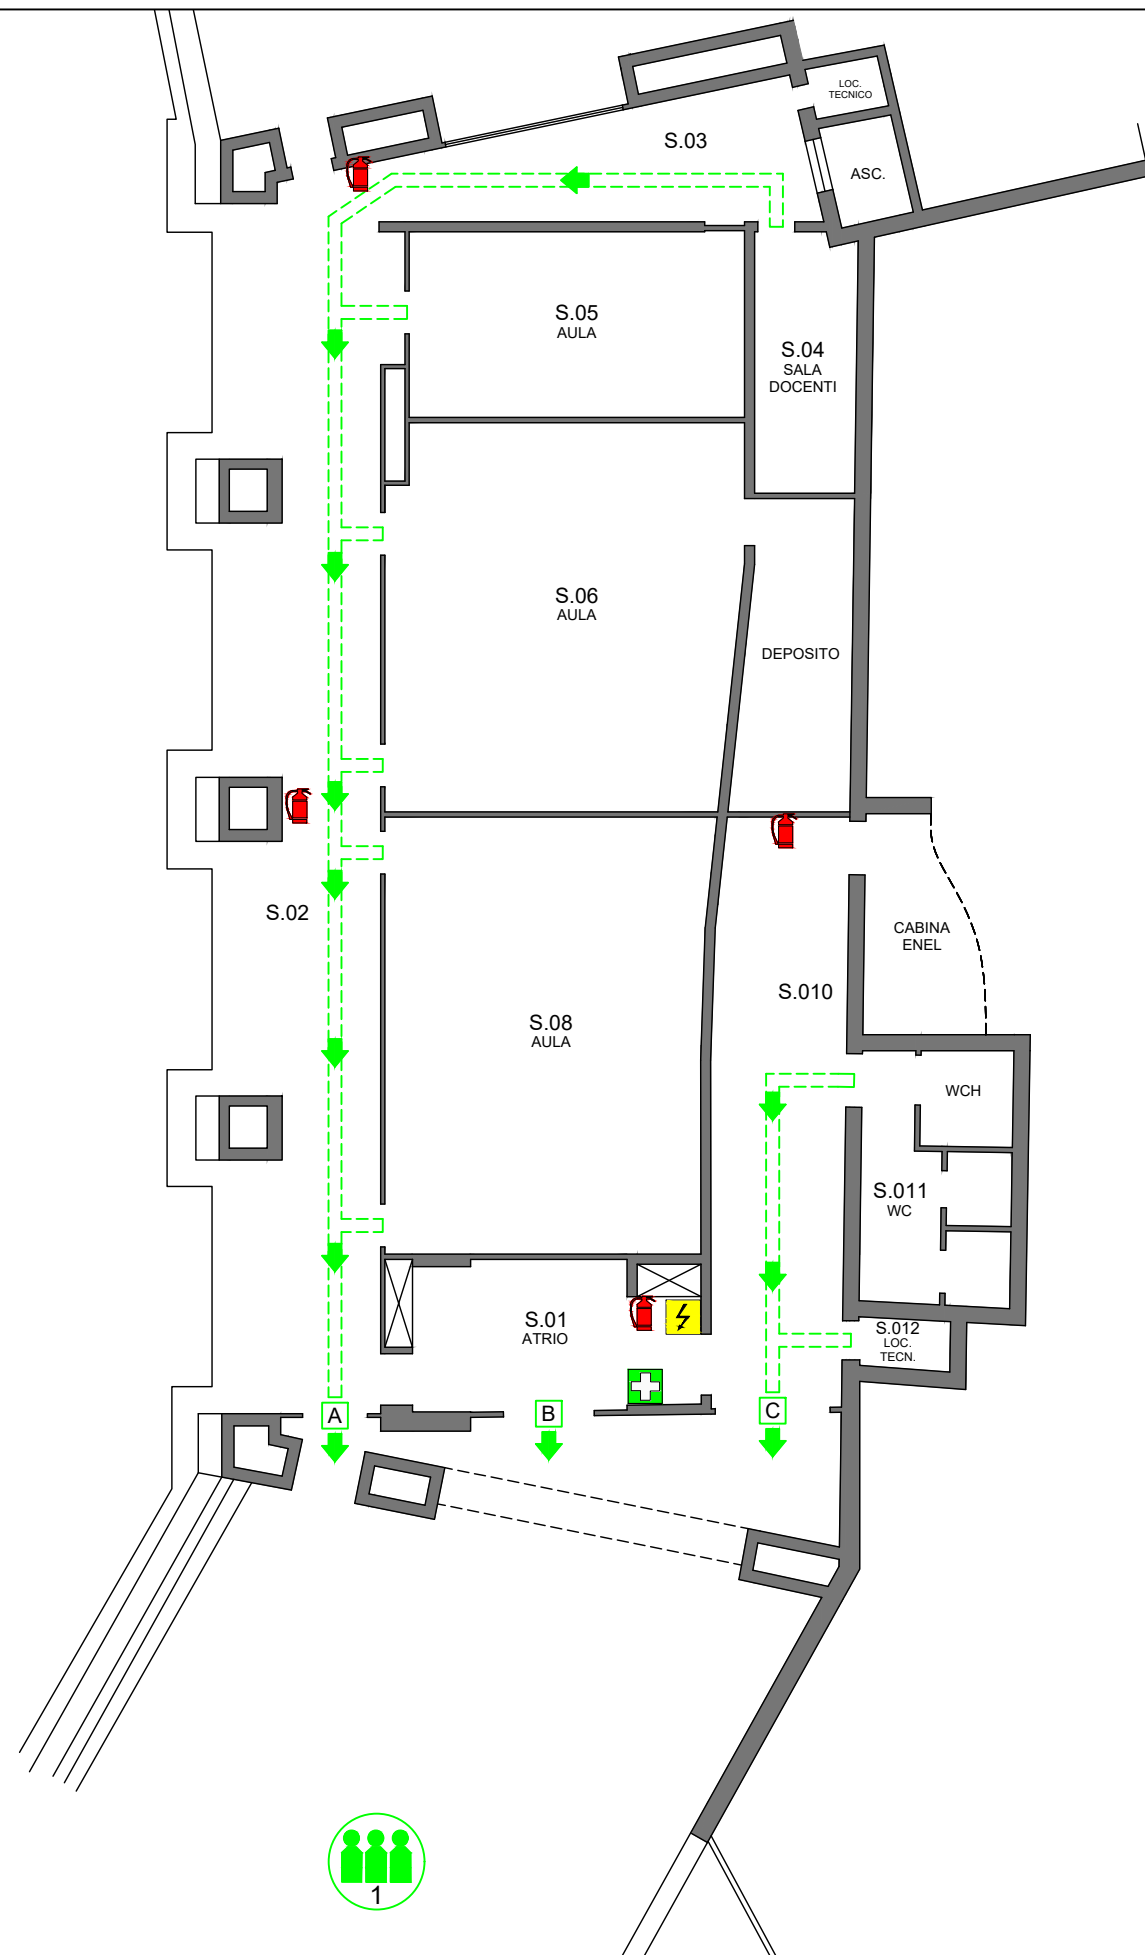 LOC.
TECNICO
S.03
ASC.
S.05
AULA
S.04
SALA
DOCENTI
S.06
AULA
DEPOSITO
S.02
CABINA
ENEL
S.010
S.08
AULA
WCH
S.011
WC
S.01
ATRIO
S.012
LOC.
TECN.
A
B
C
1